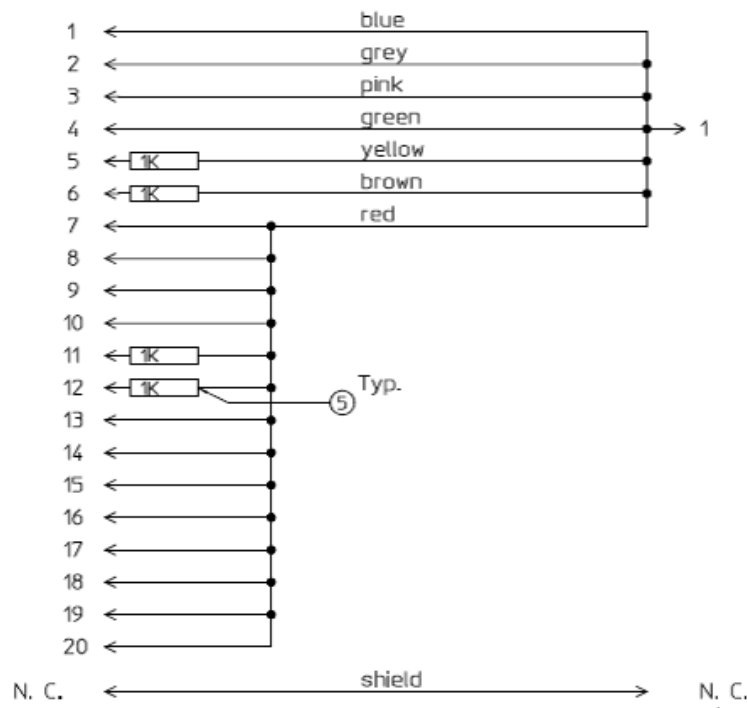 1 blue
2 grey
3 pink
4 green 1
5 1K yellow
6 1K brown
7 red
8
9
10
11 1K
12 1K 5 Typ.
13
14
15
16
17
18
19
20
N. C. shield N. C.